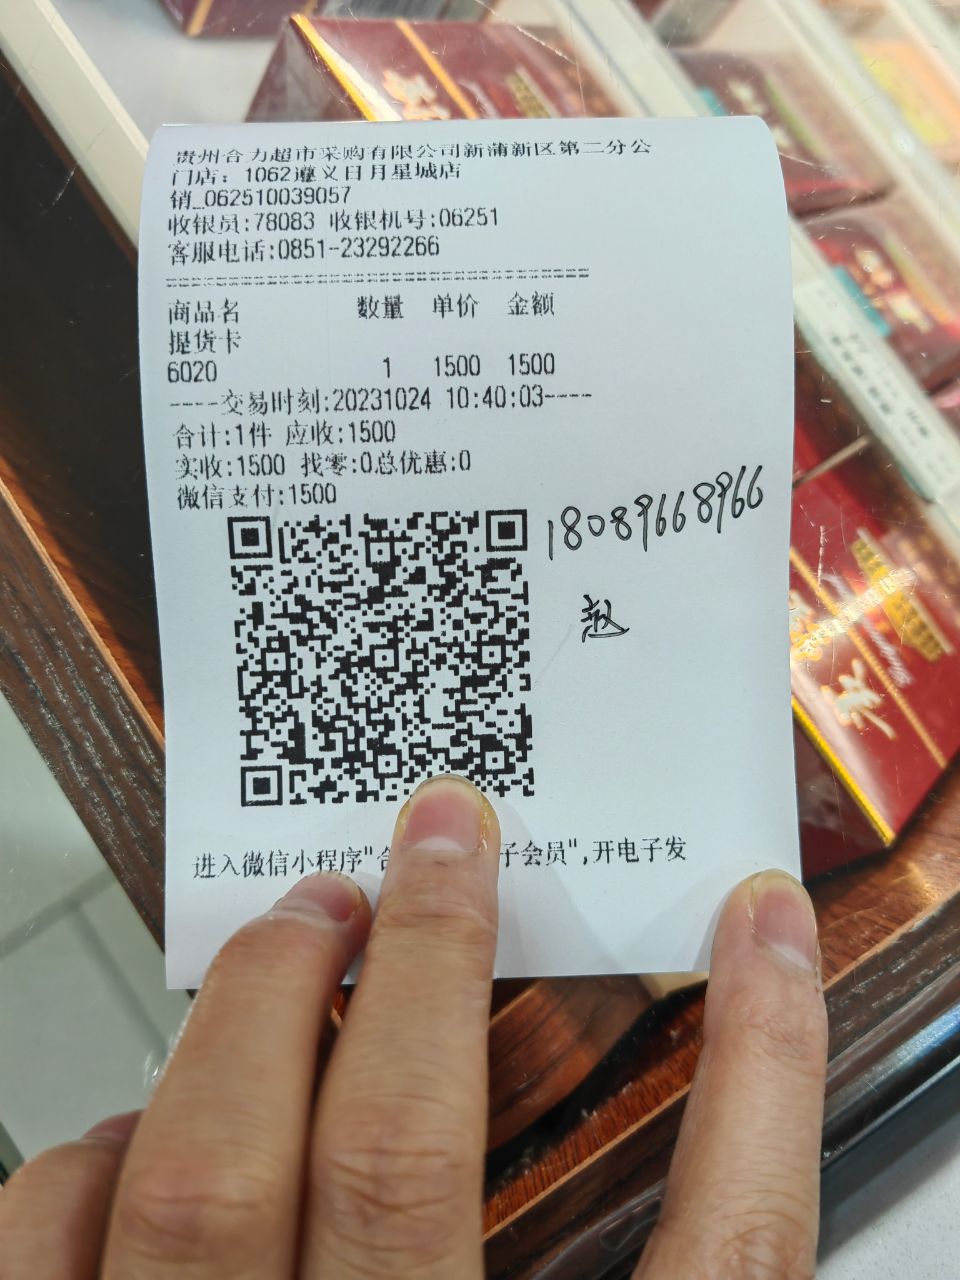 贵州合力超市采购有限公司新蒲新区第二分公
门店：1062遵义日月星城店
销_062510039057
收银员:78083 收银机号:06251
客服电话:0851-23292266
商品名 数量 单价 金额
提货卡
6020 1 1500 1500
----交易时刻:20231024 10:40:03----
合计:1件 应收:1500
实收:1500 找零:0总优惠:0
微信支付:1500
18089668966
赵
进入微信小程序"合 子会员",开电子发